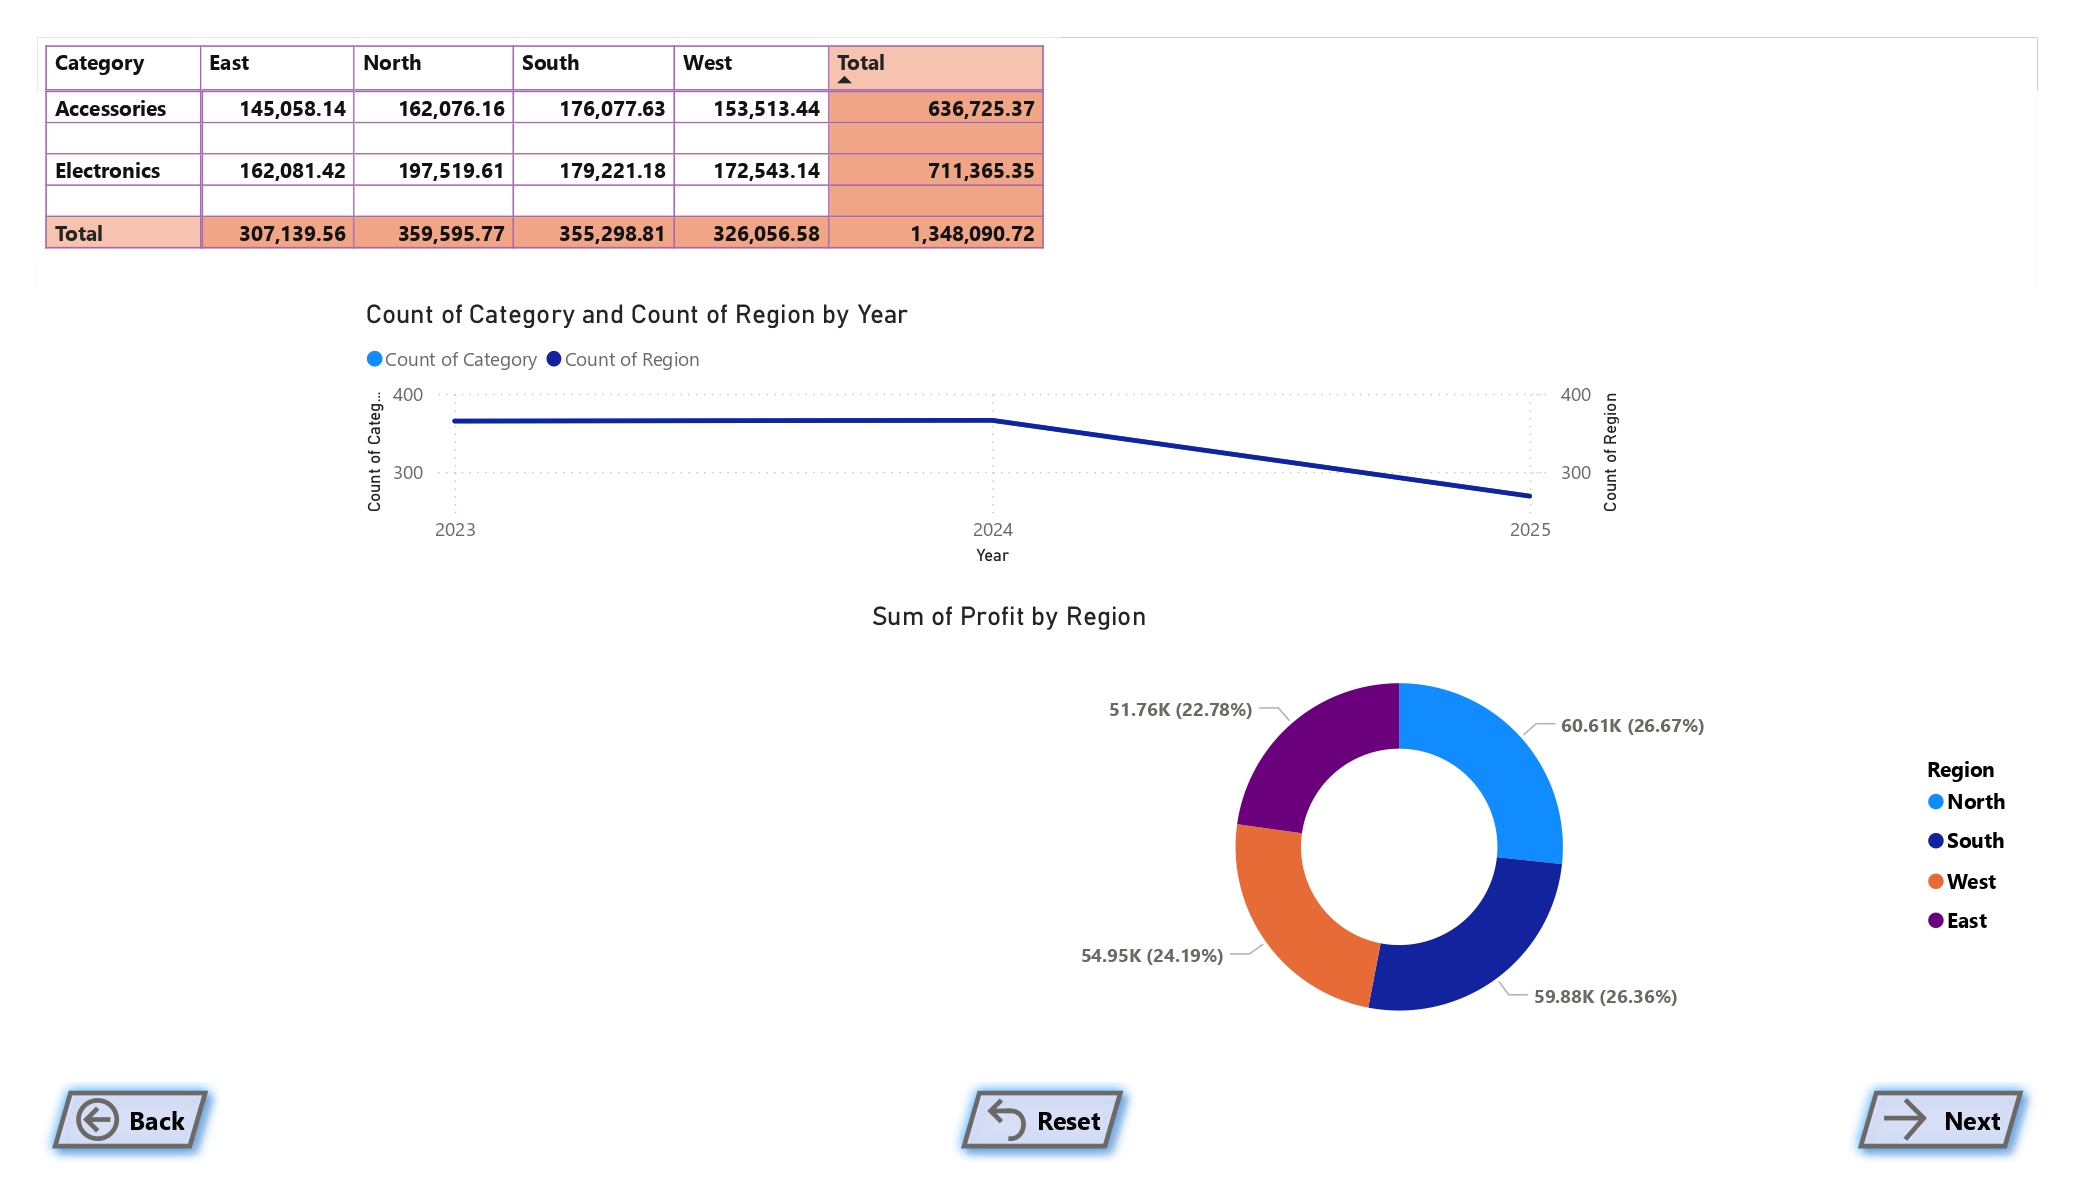 Category East North South West Total
Accessories 145,058.14 162,076.16 176,077.63 153,513.44 636,725.37
Electronics 162,081.42 197,519.61 179,221.18 172,543.14 711,365.35
Total 307,139.56 359,595.77 355,298.81 326,056.58 1,348,090.72
Count of Category and Count of Region by Year
Count of Category Count of Region
Count of Categ...
400
300
400
300
Count of Region
2023 2024 2025
Year
Sum of Profit by Region
51.76K (22.78%)
60.61K (26.67%)
54.95K (24.19%)
59.88K (26.36%)
Region
North
South
West
East
Back Reset Next